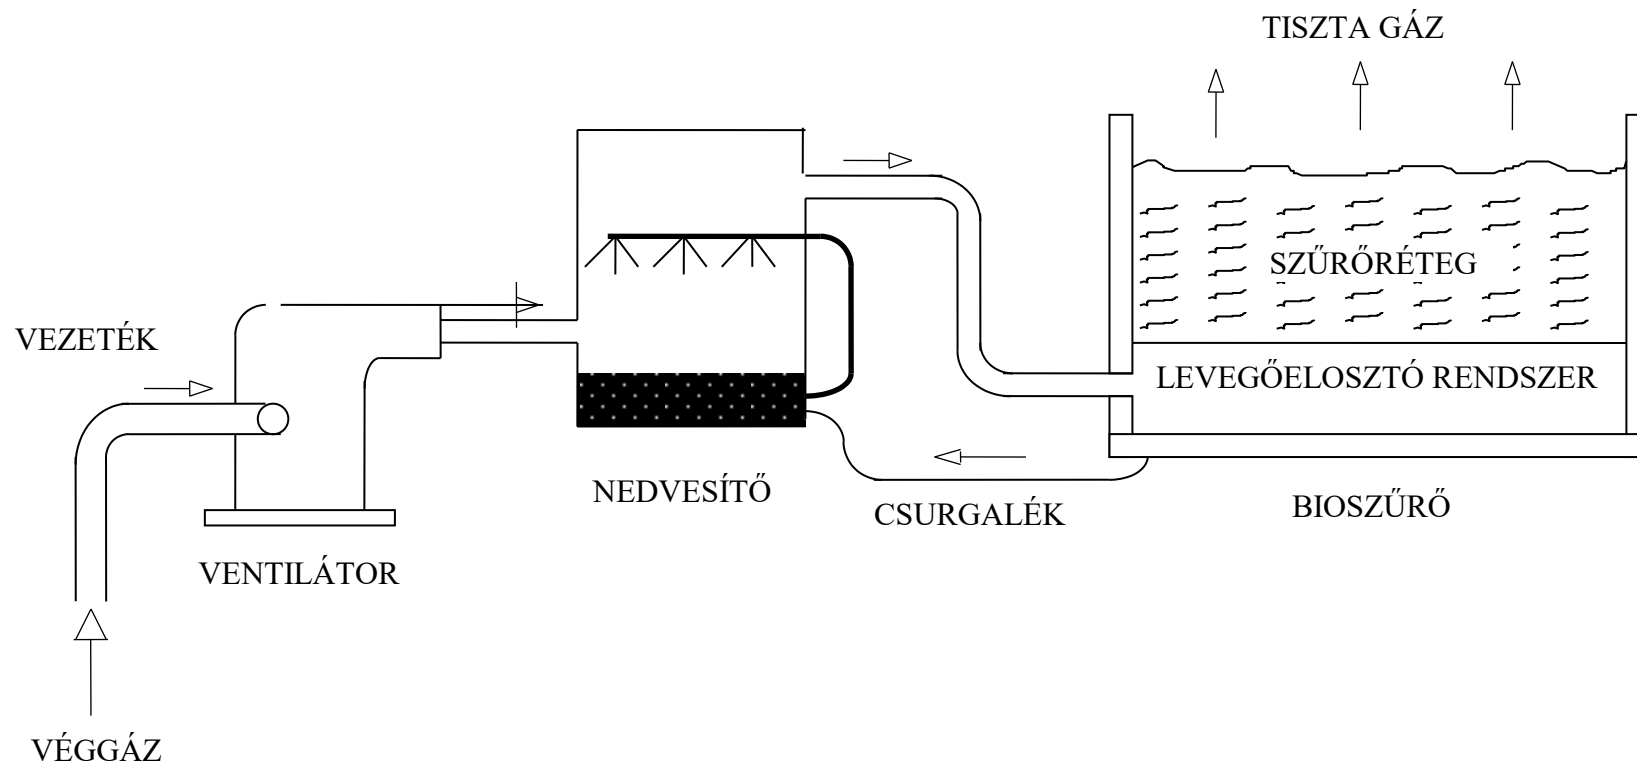 TISZTA GÁZ
SZŰRŐRÉTEG
VEZETÉK
LEVEGŐELOSZTÓ RENDSZER
NEDVESÍTŐ
CSURGALÉK
BIOSZŰRŐ
VENTILÁTOR
VÉGGÁZ